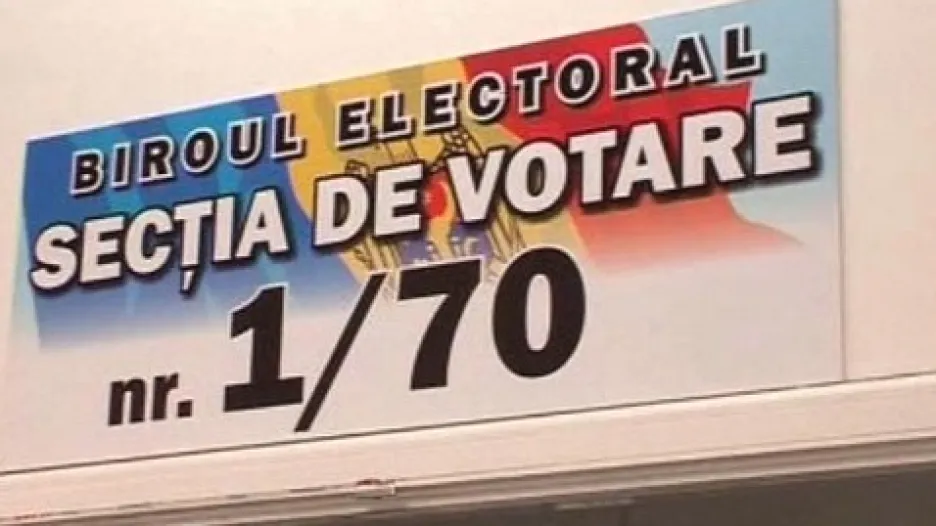 BIROUL ELECTORAL
SECȚIA DE VOTARE
nr. 1/70